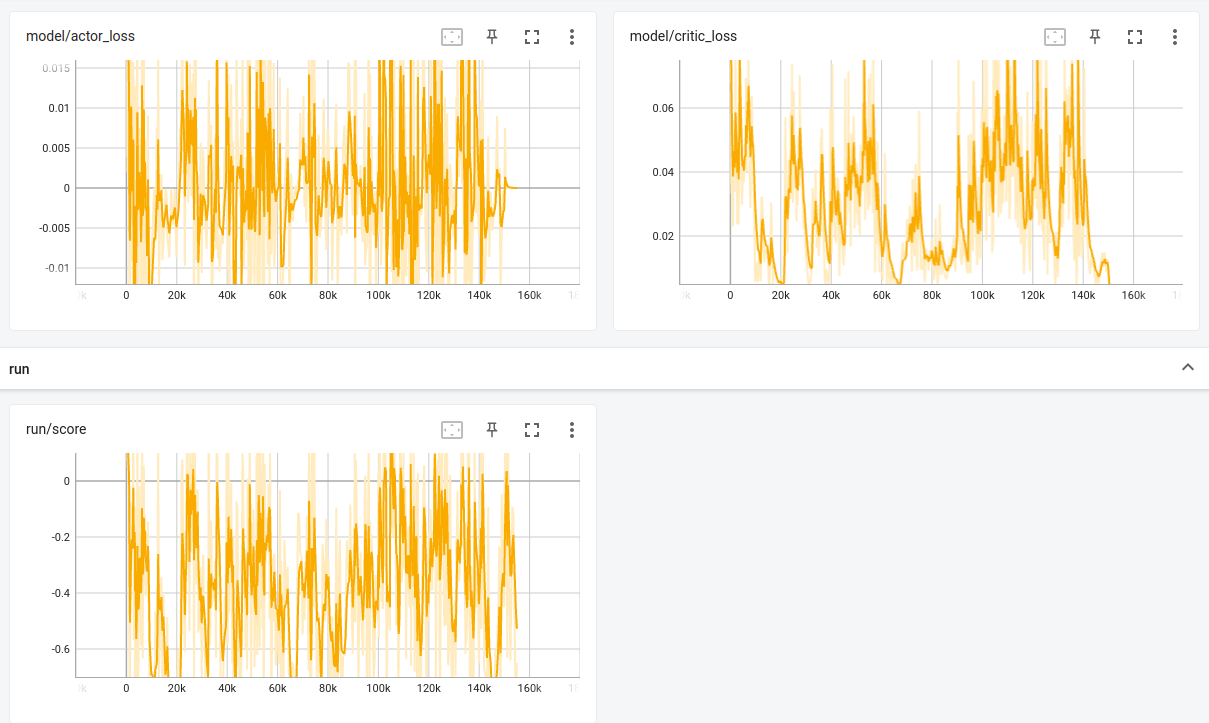 model/actor_loss
0.015
0.01
0.005
0
-0.005
-0.01
0 20k 40k 60k 80k 100k 120k 140k 160k
model/critic_loss
0.06
0.04
0.02
0 20k 40k 60k 80k 100k 120k 140k 160k
run
run/score
0
-0.2
-0.4
-0.6
0 20k 40k 60k 80k 100k 120k 140k 160k